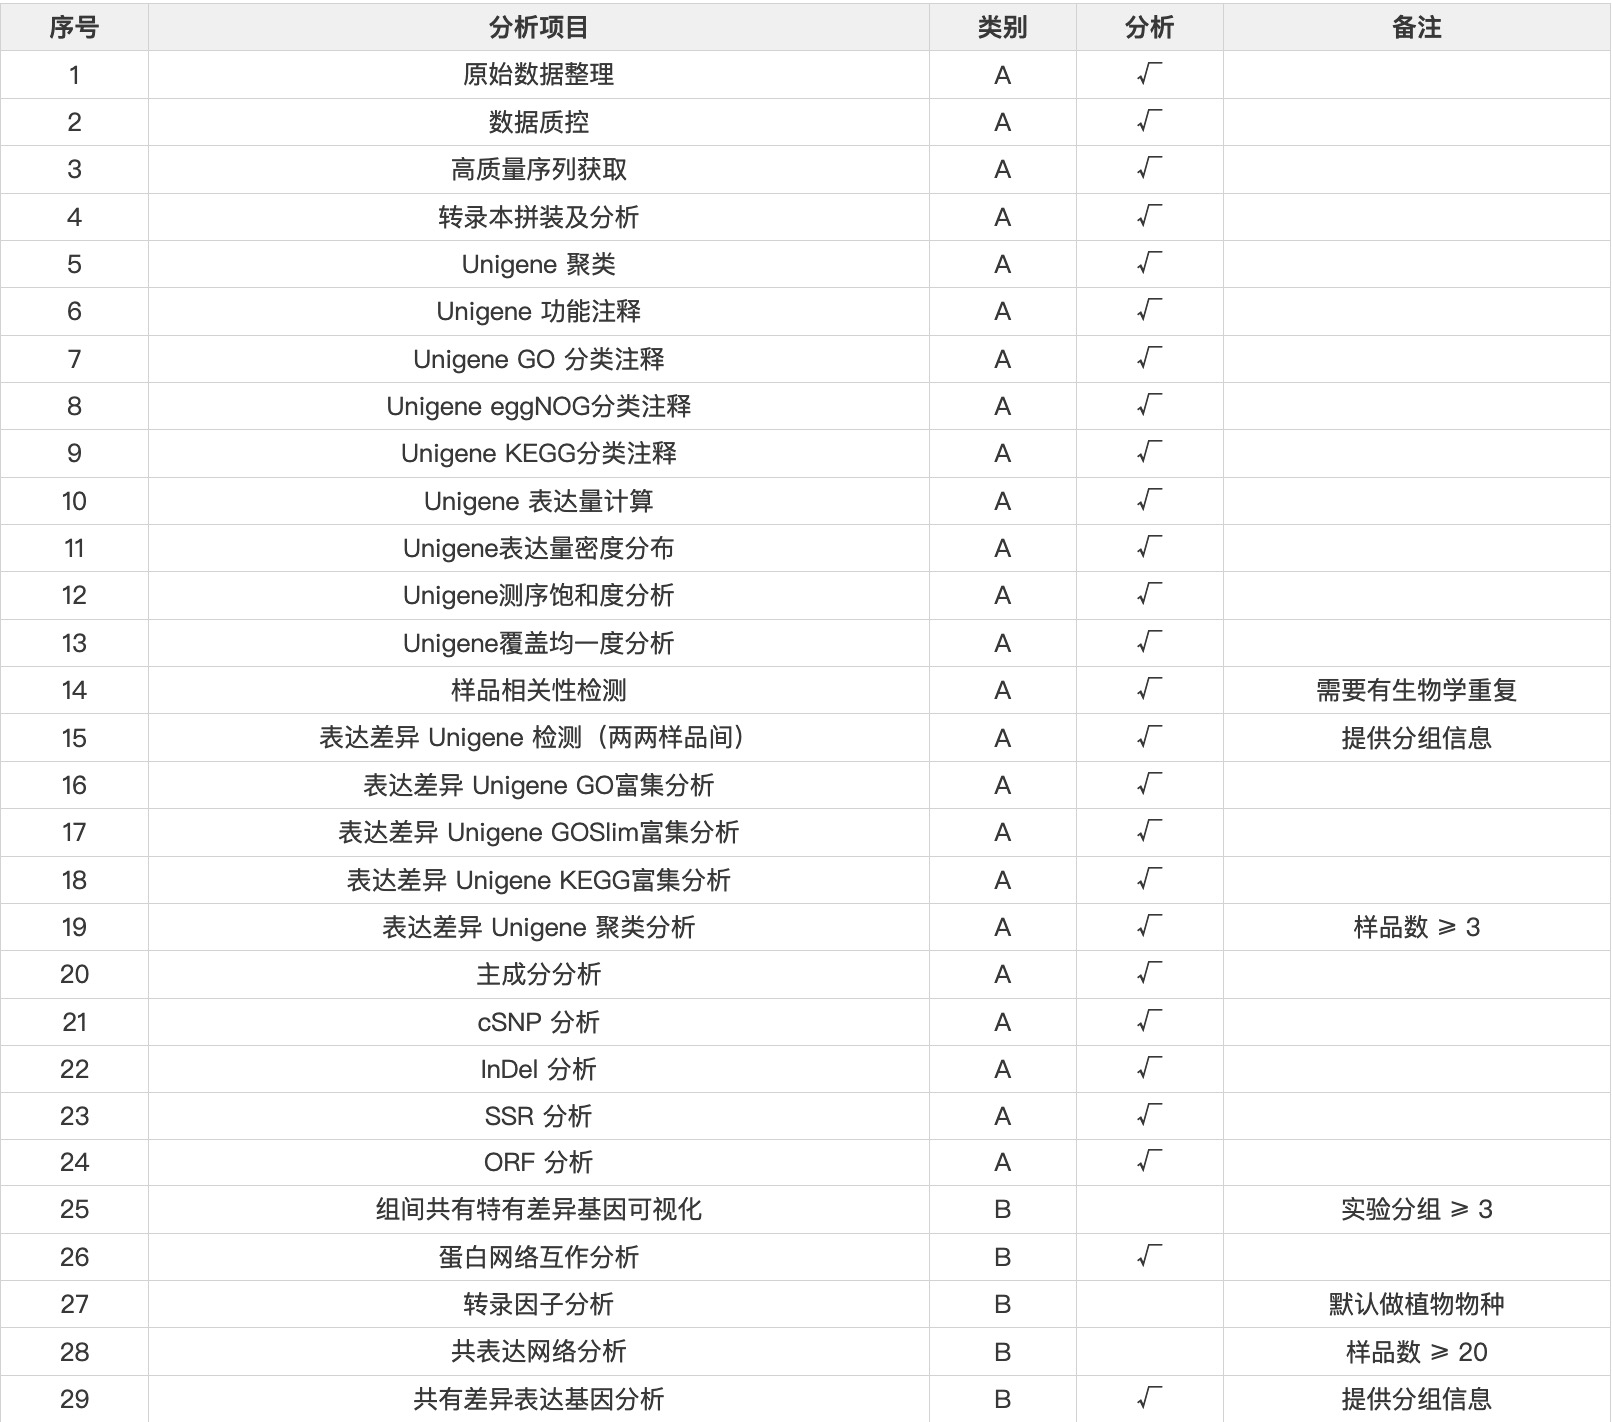 序号 分析项目 类别 分析 备注
1 原始数据整理 A √
2 数据质控 A √
3 高质量序列获取 A √
4 转录本拼装及分析 A √
5 Unigene 聚类 A √
6 Unigene 功能注释 A √
7 Unigene GO 分类注释 A √
8 Unigene eggNOG分类注释 A √
9 Unigene KEGG分类注释 A √
10 Unigene 表达量计算 A √
11 Unigene表达量密度分布 A √
12 Unigene测序饱和度分析 A √
13 Unigene覆盖均一度分析 A √
14 样品相关性检测 A √ 需要有生物学重复
15 表达差异 Unigene 检测（两两样品间） A √ 提供分组信息
16 表达差异 Unigene GO富集分析 A √
17 表达差异 Unigene GOSlim富集分析 A √
18 表达差异 Unigene KEGG富集分析 A √
19 表达差异 Unigene 聚类分析 A √ 样品数 ⩾ 3
20 主成分分析 A √
21 cSNP 分析 A √
22 InDel 分析 A √
23 SSR 分析 A √
24 ORF 分析 A √
25 组间共有特有差异基因可视化 B 实验分组 ⩾ 3
26 蛋白网络互作分析 B √
27 转录因子分析 B 默认做植物物种
28 共表达网络分析 B 样品数 ⩾ 20
29 共有差异表达基因分析 B √ 提供分组信息